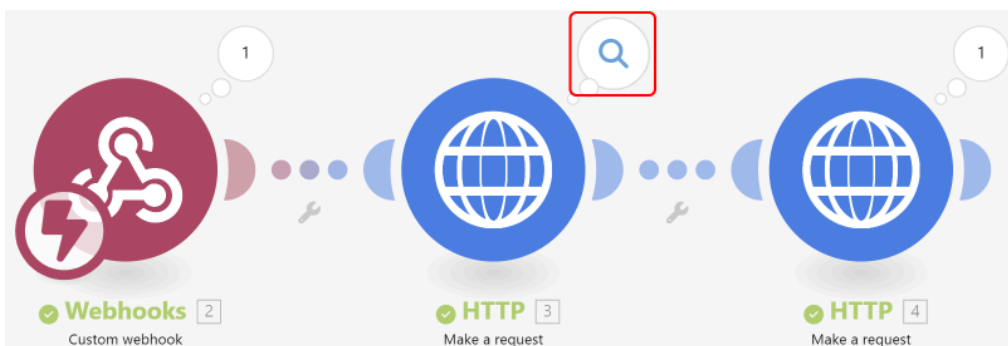 1
1
Webhooks 2
Custom webhook
HTTP 3
Make a request
HTTP 4
Make a request